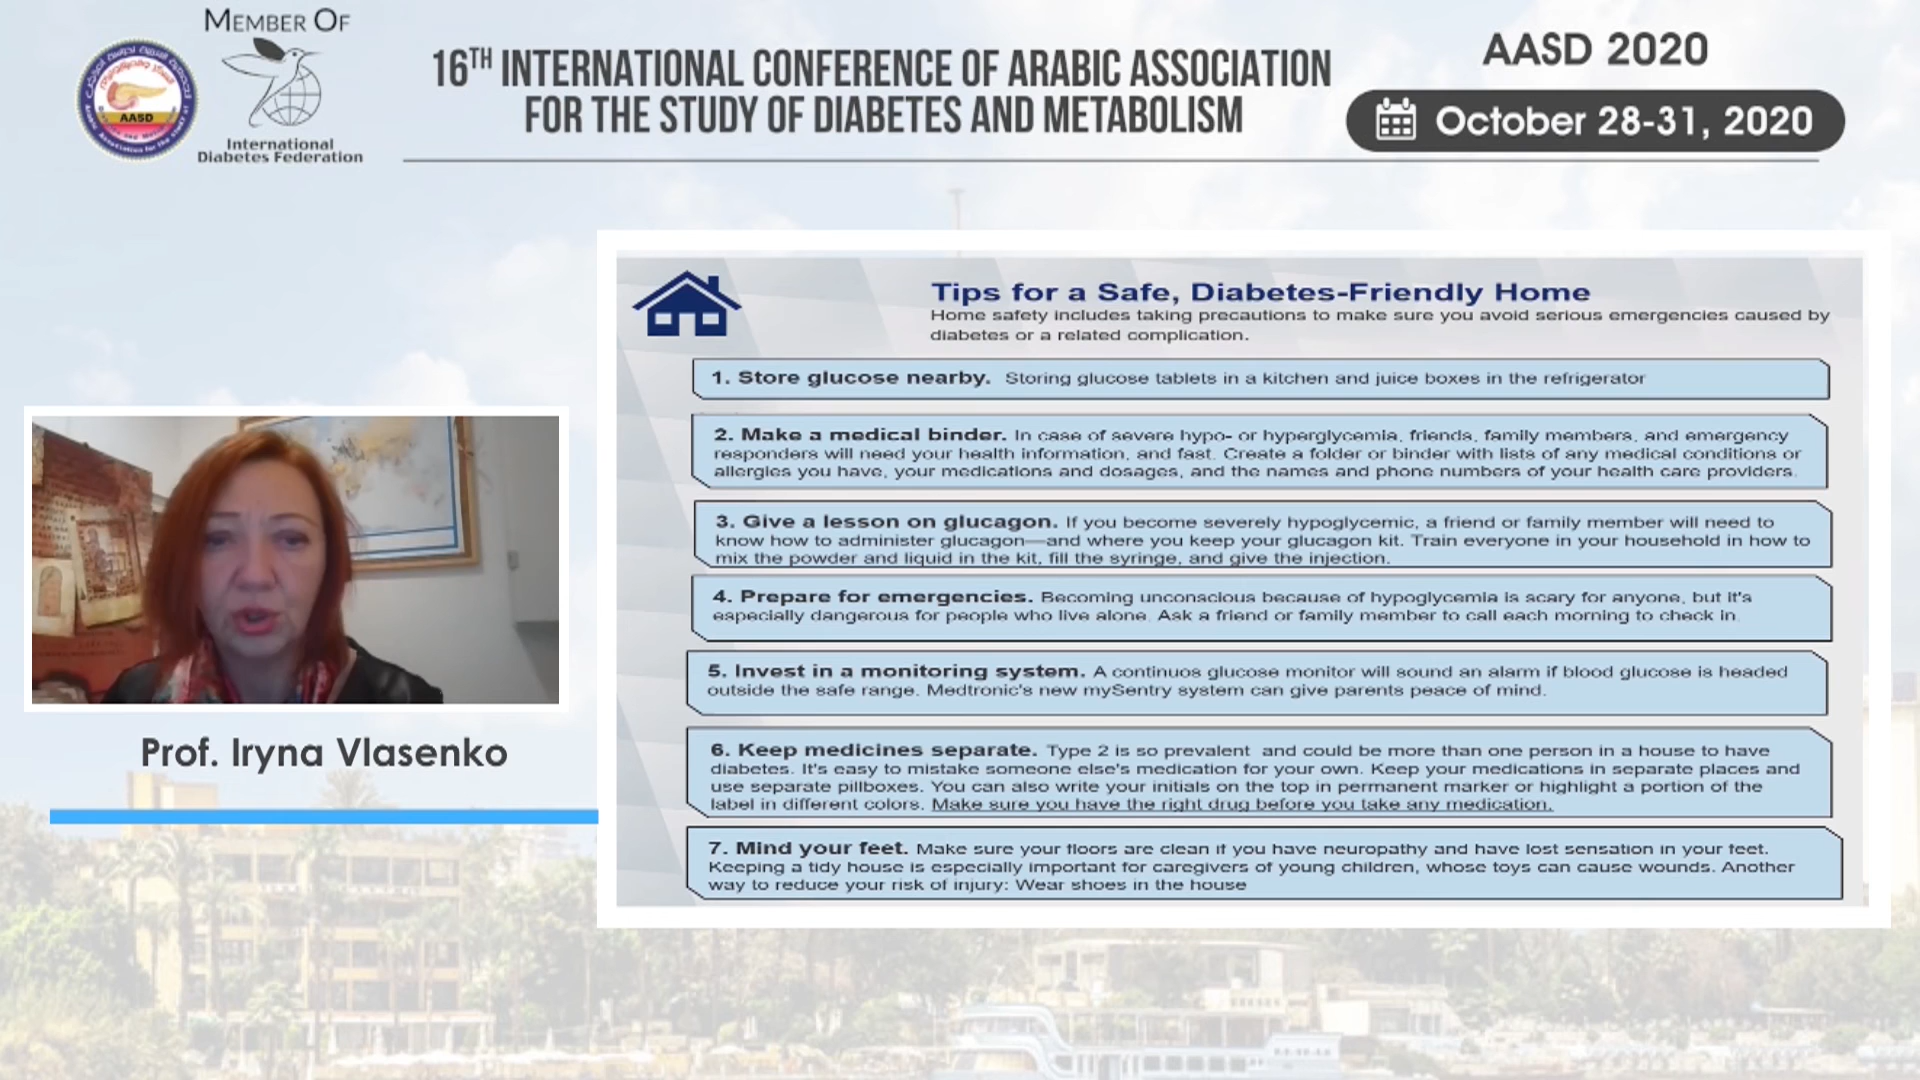 MEMBER OF
AASD
International
Diabetes Federation
16TH INTERNATIONAL CONFERENCE OF ARABIC ASSOCIATION
FOR THE STUDY OF DIABETES AND METABOLISM
AASD 2020
October 28-31, 2020
Prof. Iryna Vlasenko
Tips for a Safe, Diabetes-Friendly Home
Home safety includes taking precautions to make sure you avoid serious emergencies caused by
diabetes or a related complication.
1. Store glucose nearby. Storing glucose tablets in a kitchen and juice boxes in the refrigerator
2. Make a medical binder. In case of severe hypo- or hyperglycemia, friends, family members, and emergency
responders will need your health information, and fast. Create a folder or binder with lists of any medical conditions or
allergies you have, your medications and dosages, and the names and phone numbers of your health care providers.
3. Give a lesson on glucagon. If you become severely hypoglycemic, a friend or family member will need to
know how to administer glucagon—and where you keep your glucagon kit. Train everyone in your household in how to
mix the powder and liquid in the kit, fill the syringe, and give the injection.
4. Prepare for emergencies. Becoming unconscious because of hypoglycemia is scary for anyone, but it's
especially dangerous for people who live alone. Ask a friend or family member to call each morning to check in.
5. Invest in a monitoring system. A continuos glucose monitor will sound an alarm if blood glucose is headed
outside the safe range. Medtronic's new mySentry system can give parents peace of mind.
6. Keep medicines separate. Type 2 is so prevalent and could be more than one person in a house to have
diabetes. It's easy to mistake someone else's medication for your own. Keep your medications in separate places and
use separate pillboxes. You can also write your initials on the top in permanent marker or highlight a portion of the
label in different colors. Make sure you have the right drug before you take any medication.
7. Mind your feet. Make sure your floors are clean if you have neuropathy and have lost sensation in your feet.
Keeping a tidy house is especially important for caregivers of young children, whose toys can cause wounds. Another
way to reduce your risk of injury: Wear shoes in the house